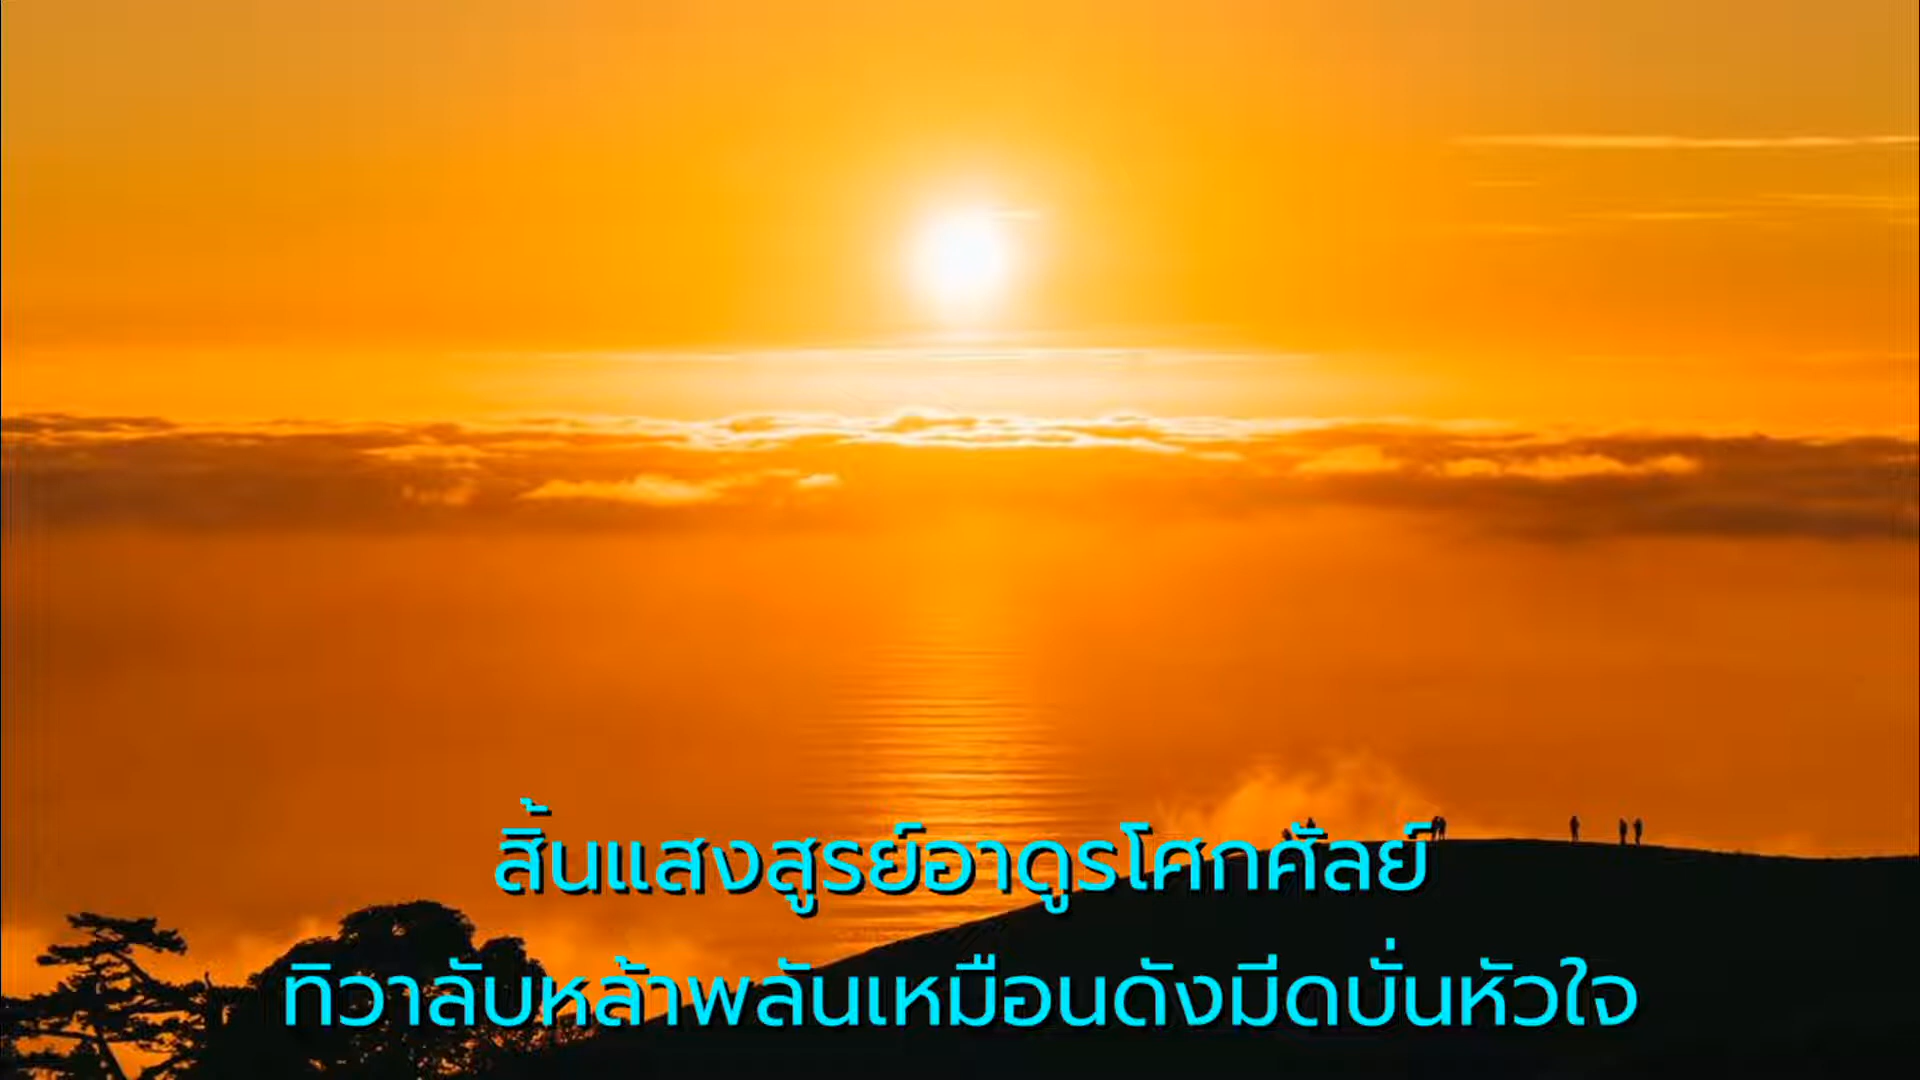 สิ้นแสงสูรย์อาดูรโศกศัลย์
ทิวาลับหล้าพลันเหมือนดังมีดบั่นหัวใจ